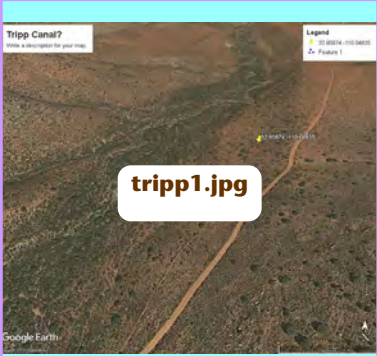 Tripp Canal?
Write a description for your map.
Legend
Feature 1
tripp1.jpg
Google Earth